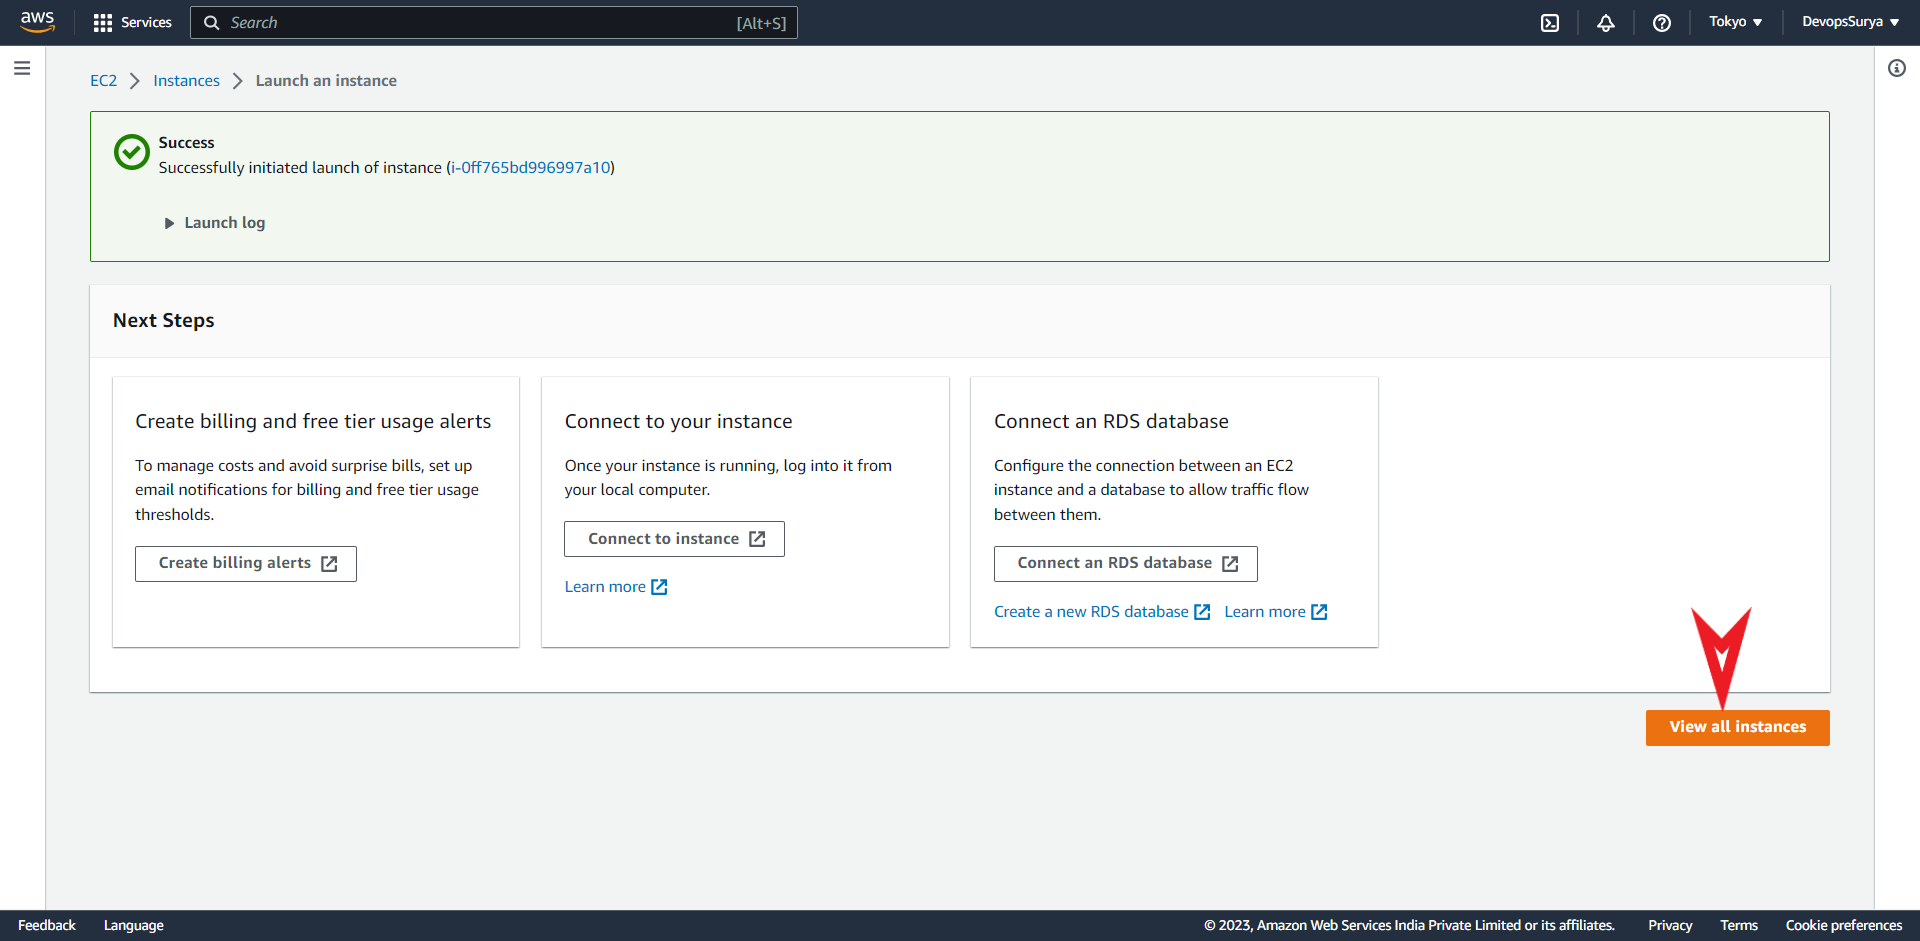 aws Services Search [Alt+S] Tokyo DevopsSurya
EC2 Instances Launch an instance
Success
Successfully initiated launch of instance (i-0ff765bd996997a10)
Launch log
Next Steps
Create billing and free tier usage alerts
To manage costs and avoid surprise bills, set up
email notifications for billing and free tier usage
thresholds.
Create billing alerts
Connect to your instance
Once your instance is running, log into it from
your local computer.
Connect to instance
Learn more
Connect an RDS database
Configure the connection between an EC2
instance and a database to allow traffic flow
between them.
Connect an RDS database
Create a new RDS database Learn more
View all instances
Feedback Language © 2023, Amazon Web Services India Private Limited or its affiliates. Privacy Terms Cookie preferences